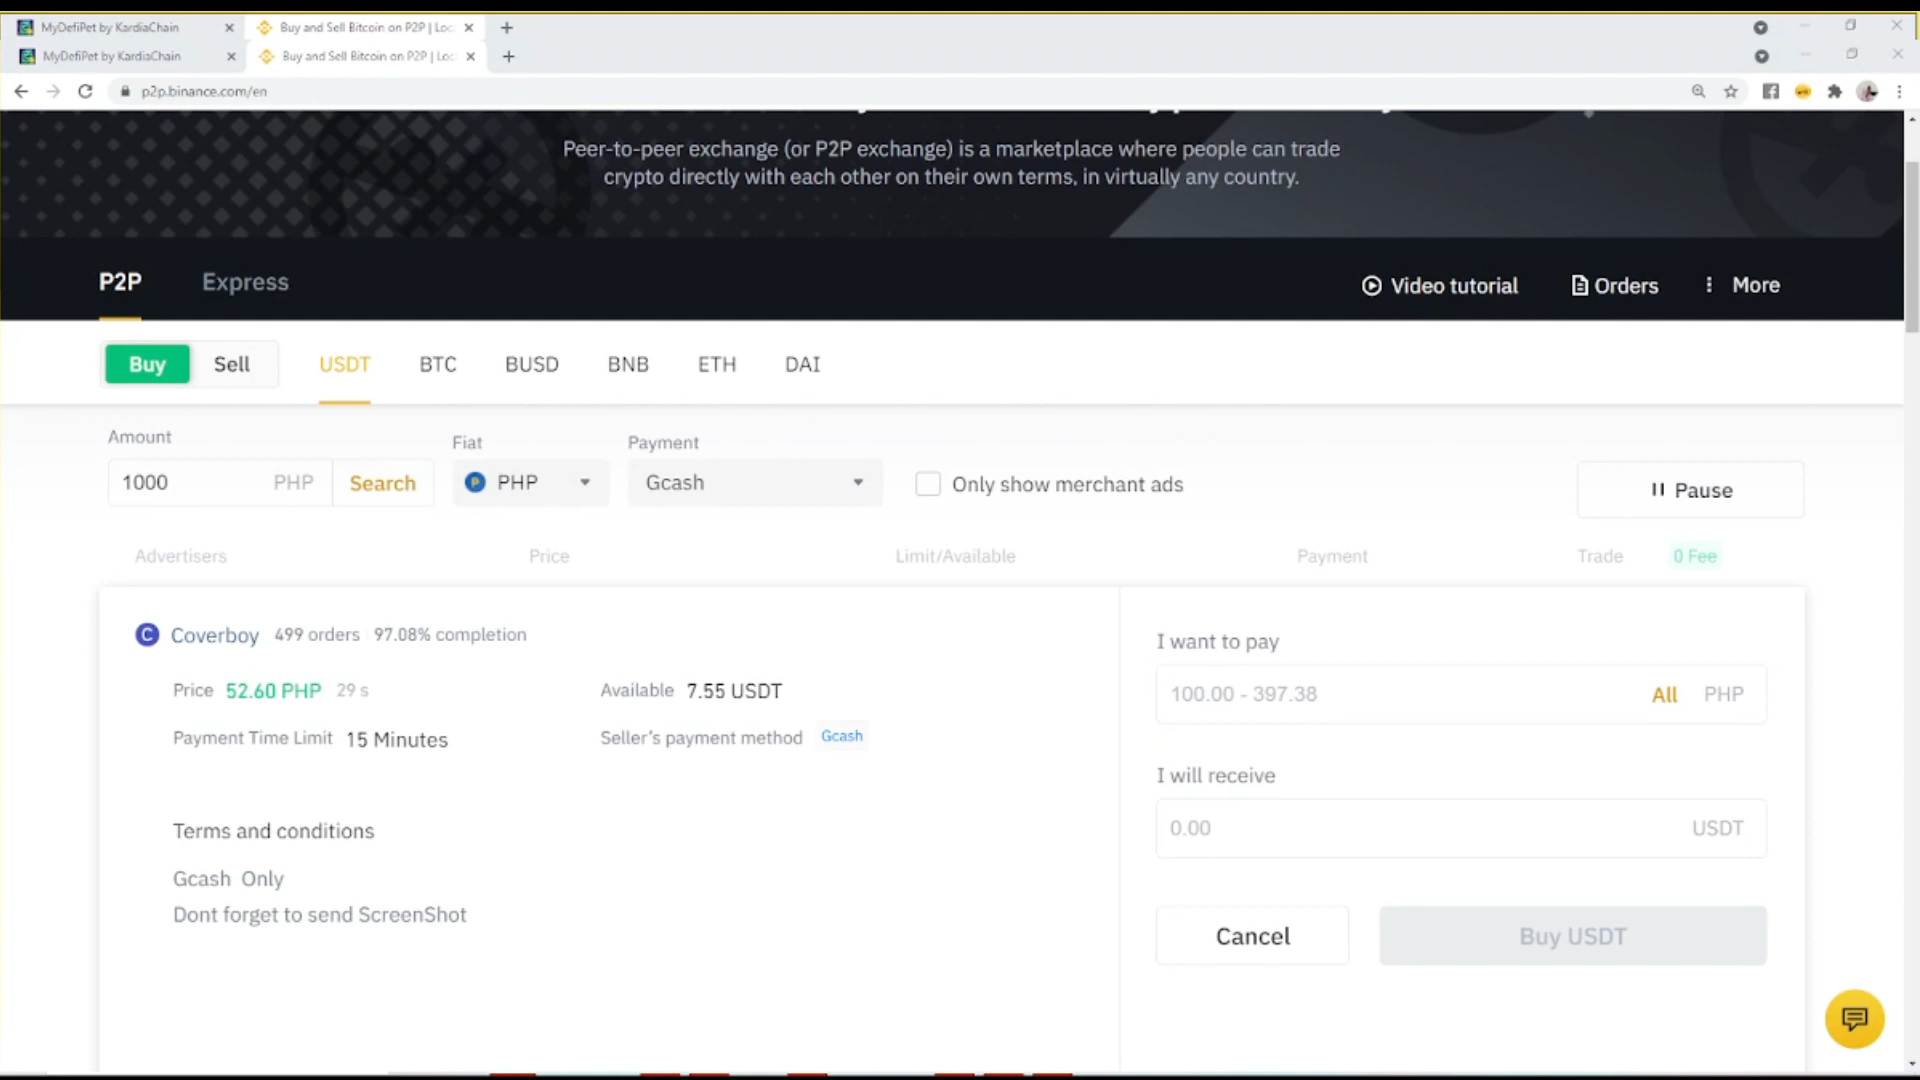 MyDefiPet by KardiaChain
Buy and Sell Bitcoin on P2P | Loc
MyDefiPet by KardiaChain
Buy and Sell Bitcoin on P2P | Loc
p2p.binance.com/en
Peer-to-peer exchange (or P2P exchange) is a marketplace where people can trade
crypto directly with each other on their own terms, in virtually any country.
P2P Express Video tutorial Orders More
Buy Sell USDT BTC BUSD BNB ETH DAI
Amount Fiat Payment
1000 PHP Search PHP Gcash Only show merchant ads Pause
Advertisers Price Limit/Available Payment Trade 0 Fee
C Coverboy 499 orders 97.08% completion
Price 52.60 PHP 29 s Available 7.55 USDT
Payment Time Limit 15 Minutes Seller's payment method Gcash
Terms and conditions
Gcash Only
Dont forget to send ScreenShot
I want to pay
100.00 - 397.38 All PHP
I will receive
0.00 USDT
Cancel Buy USDT